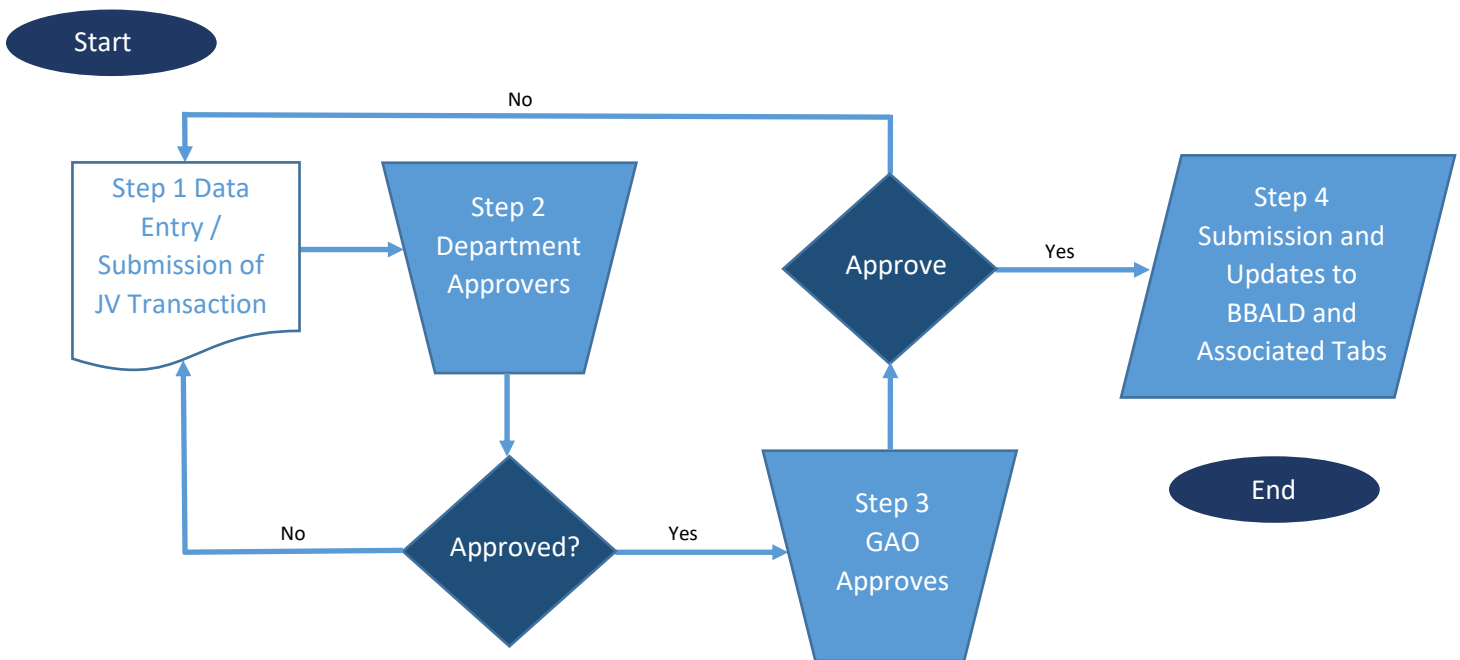 Start
No
Step 1 Data
Entry /
Submission of
JV Transaction
Step 2
Department
Approvers
Approve
Yes
Step 4
Submission and
Updates to
BBALD and
Associated Tabs
No
Approved?
Yes
Step 3
GAO
Approves
End